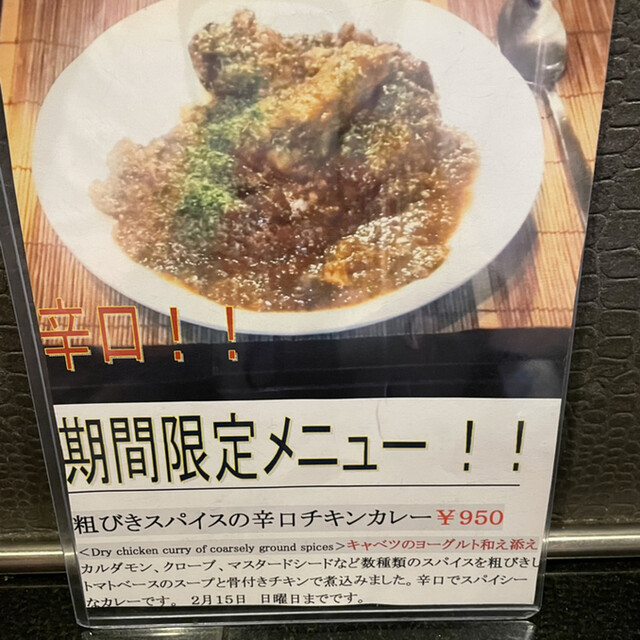 辛口！！
期間限定メニュー ！！
粗びきスパイスの辛口チキンカレー ￥950
＜Dry chicken curry of coarsely ground spices＞キャベツのヨーグルト和え添え
カルダモン、クローブ、マスタードシードなど数種類のスパイスを粗びきし
トマトベースのスープと骨付きチキンで煮込みました。辛口でスパイシー
なカレーです。 2月15日 日曜日までです。